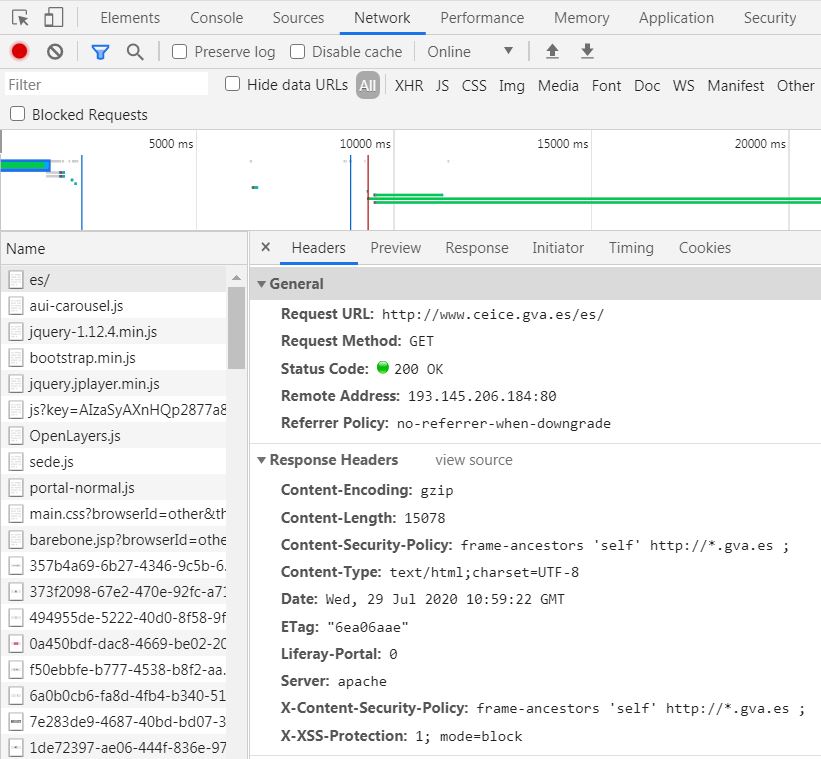 Elements Console Sources Network Performance Memory Application Security
Preserve log Disable cache Online
Filter Hide data URLs All XHR JS CSS Img Media Font Doc WS Manifest Other
Blocked Requests
5000 ms 10000 ms 15000 ms 20000 ms
Name
× Headers Preview Response Initiator Timing Cookies
es/
aui-carousel.js
jquery-1.12.4.min.js
bootstrap.min.js
jquery.jplayer.min.js
js?key=AIzaSyAXnHQp2877a8
OpenLayers.js
sede.js
portal-normal.js
main.css?browserId=other&th
barebone.jsp?browserId=othe
357b4a69-6b27-4346-9c5b-6.
373f2098-67e2-470e-92fc-a71
494955de-5222-40d0-8f58-9f
0a450bdf-dac8-4669-be02-20
f50ebbfe-b777-4538-b8f2-aa.
6a0b0cb6-fa8d-4fb4-b340-51
7e283de9-4687-40bd-bd07-3
1de72397-ae06-444f-836e-97
General
Request URL: http://www.ceice.gva.es/es/
Request Method: GET
Status Code: 200 OK
Remote Address: 193.145.206.184:80
Referrer Policy: no-referrer-when-downgrade
Response Headers view source
Content-Encoding: gzip
Content-Length: 15078
Content-Security-Policy: frame-ancestors 'self' http://*.gva.es ;
Content-Type: text/html;charset=UTF-8
Date: Wed, 29 Jul 2020 10:59:22 GMT
ETag: "6ea06aae"
Liferay-Portal: 0
Server: apache
X-Content-Security-Policy: frame-ancestors 'self' http://*.gva.es ;
X-XSS-Protection: 1; mode=block